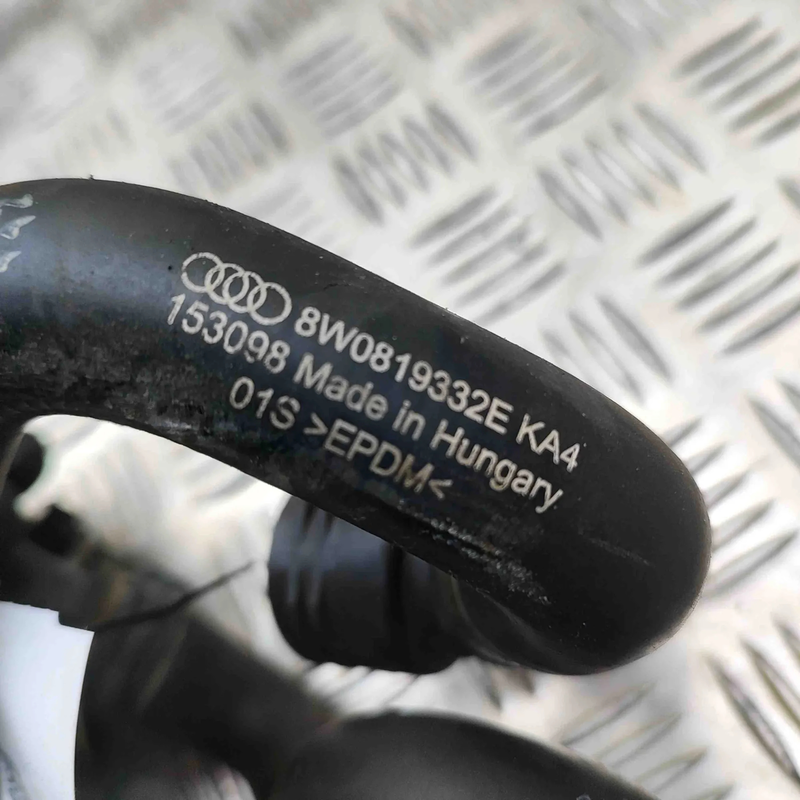 8W0819332E KA4
153098 Made in Hungary
01S >EPDM<